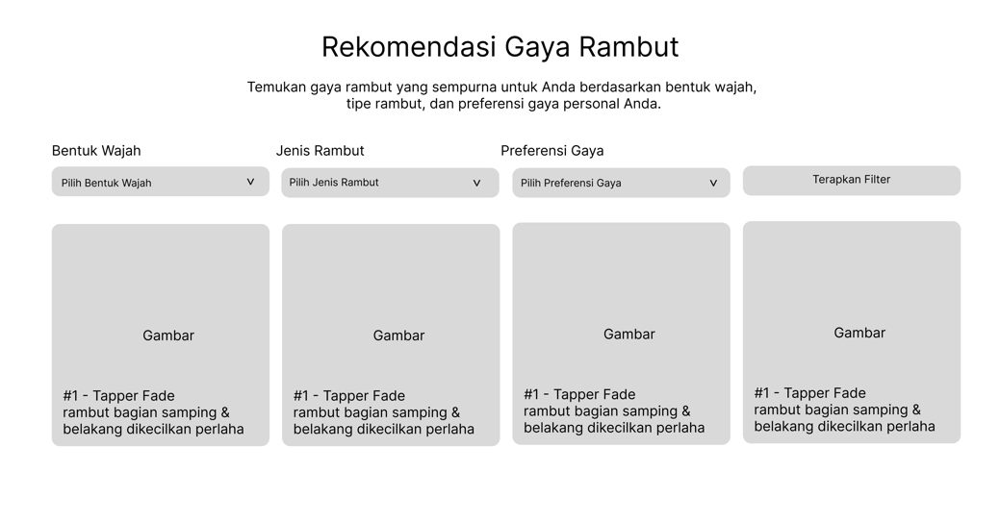 Rekomendasi Gaya Rambut
Temukan gaya rambut yang sempurna untuk Anda berdasarkan bentuk wajah,
tipe rambut, dan preferensi gaya personal Anda.
Bentuk Wajah
Jenis Rambut
Preferensi Gaya
Pilih Bentuk Wajah
Pilih Jenis Rambut
Pilih Preferensi Gaya
Terapkan Filter
Gambar
#1 - Tapper Fade
rambut bagian samping &
belakang dikecilkan perlaha
Gambar
#1 - Tapper Fade
rambut bagian samping &
belakang dikecilkan perlaha
Gambar
#1 - Tapper Fade
rambut bagian samping &
belakang dikecilkan perlaha
Gambar
#1 - Tapper Fade
rambut bagian samping &
belakang dikecilkan perlaha